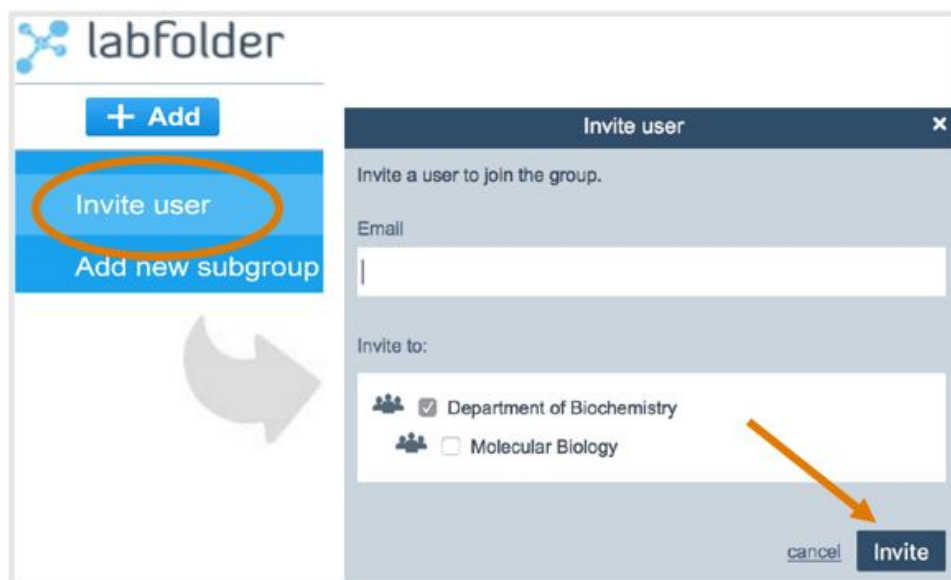 labfolder
+ Add
Invite user
Add new subgroup
Invite user ×
Invite a user to join the group.
Email
Invite to:
Department of Biochemistry
Molecular Biology
cancel Invite